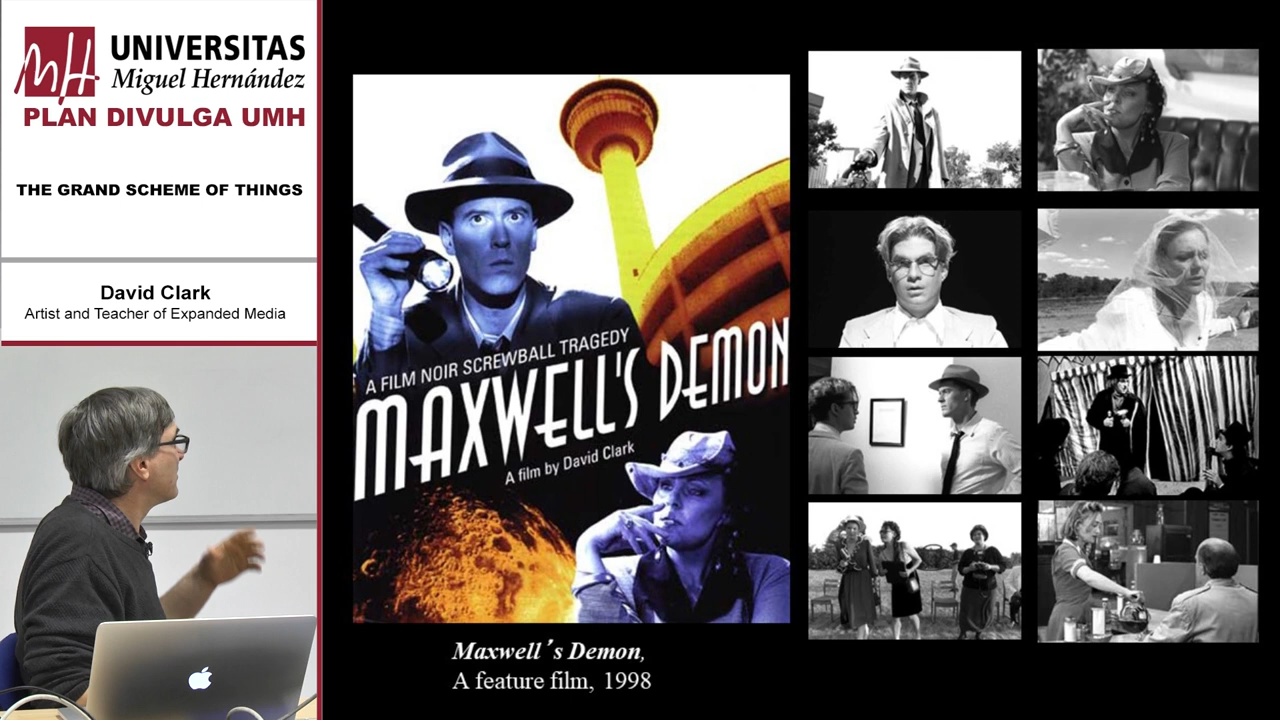 UNIVERSITAS
Miguel Hernández
PLAN DIVULGA UMH
THE GRAND SCHEME OF THINGS
David Clark
Artist and Teacher of Expanded Media
A FILM NOIR SCREWBALL TRAGEDY
MAXWELL'S DEMON
A film by David Clark
Maxwell´s Demon,
A feature film, 1998